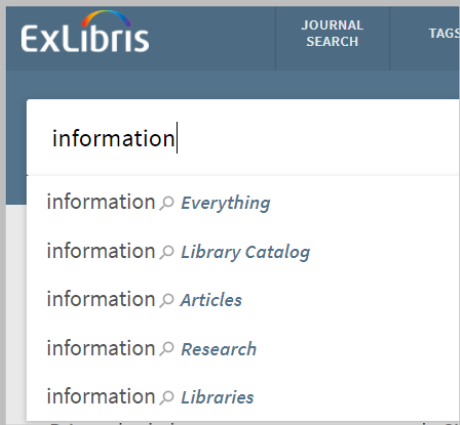 ExLibris
JOURNAL
SEARCH
TAGS
information
information Everything
information Library Catalog
information Articles
information Research
information Libraries